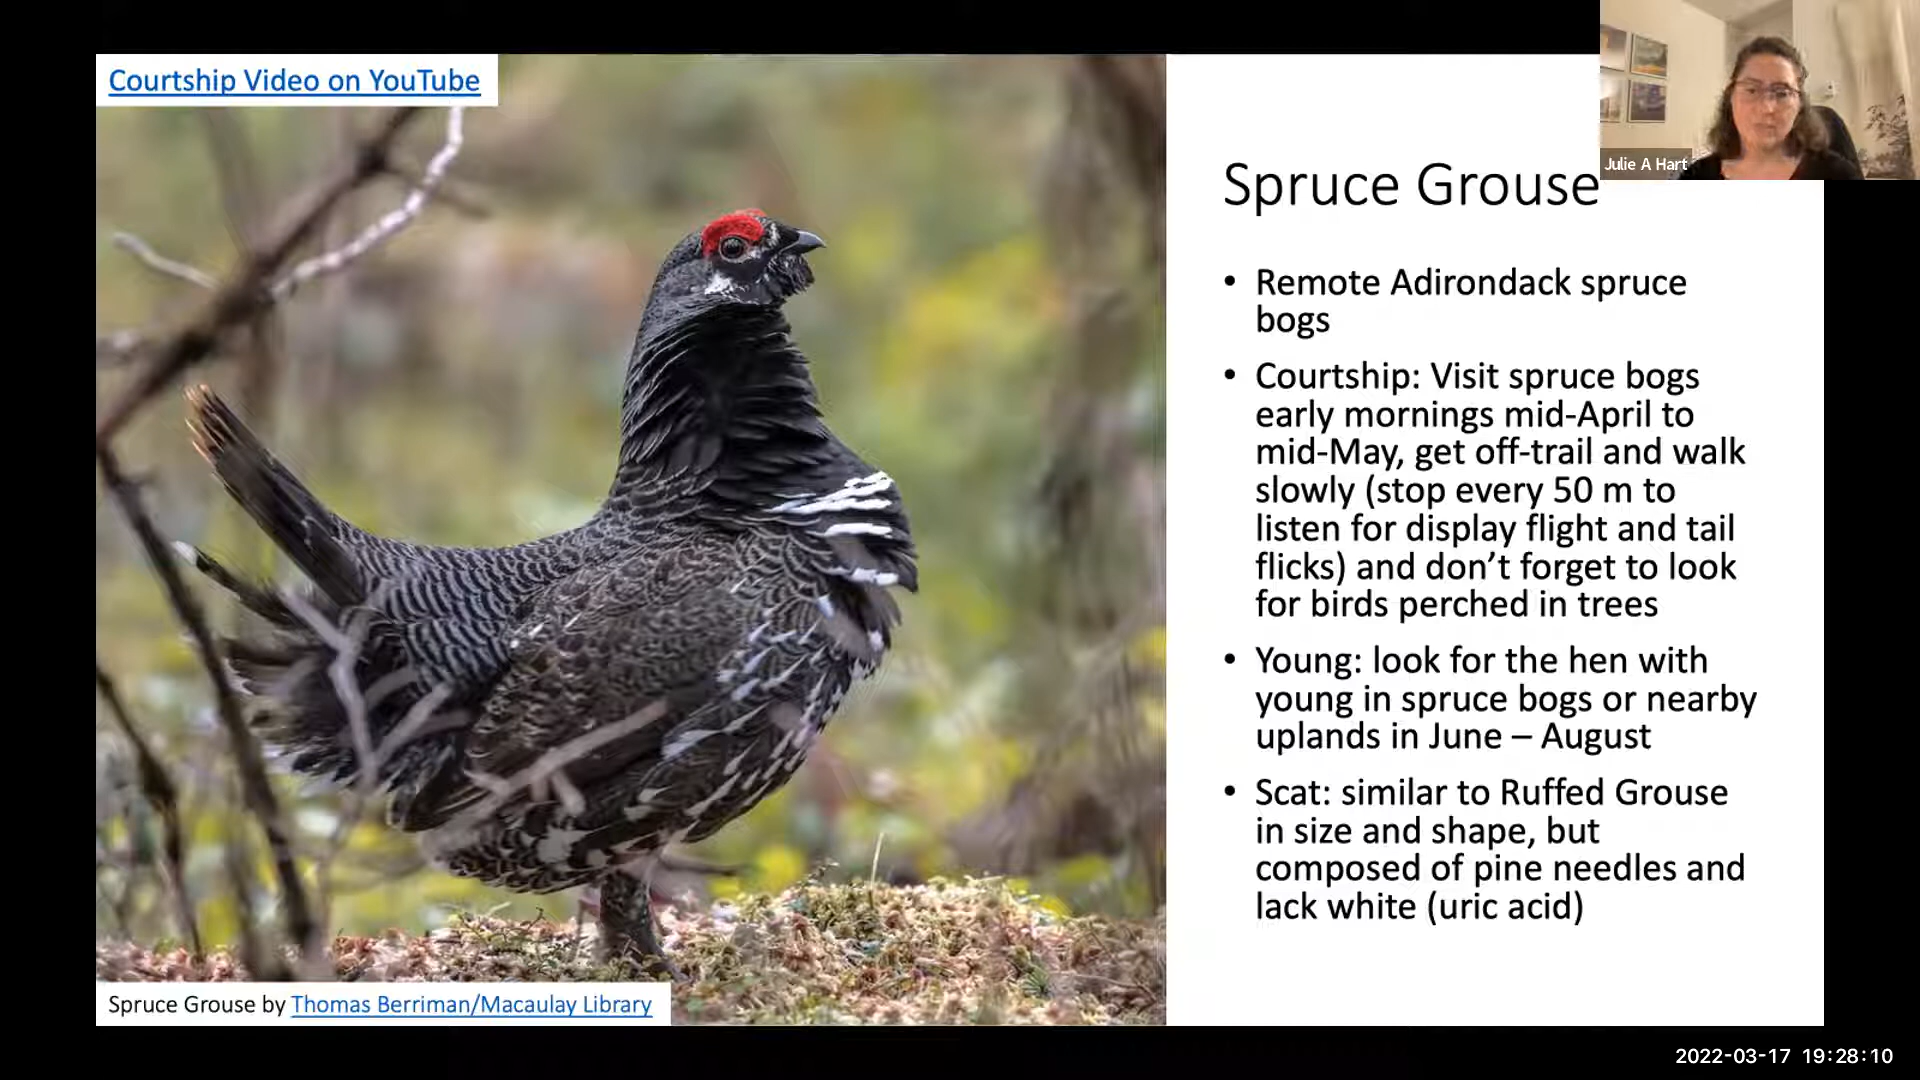 Courtship Video on YouTube
Julie A Hart
Spruce Grouse
• Remote Adirondack spruce
bogs
• Courtship: Visit spruce bogs
early mornings mid-April to
mid-May, get off-trail and walk
slowly (stop every 50 m to
listen for display flight and tail
flicks) and don’t forget to look
for birds perched in trees
• Young: look for the hen with
young in spruce bogs or nearby
uplands in June – August
• Scat: similar to Ruffed Grouse
in size and shape, but
composed of pine needles and
lack white (uric acid)
Spruce Grouse by Thomas Berriman/Macaulay Library
2022-03-17 19:28:10